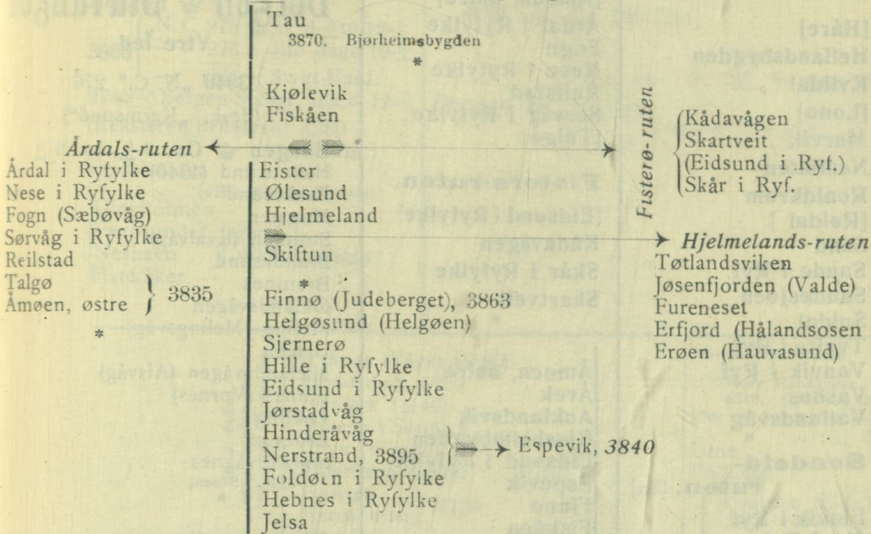 Tau
3870. Bjørheimsbygden
*
Kjølevik
Fiskåen
Årdals-ruten
Årdal i Ryfylke
Nese i Ryfylke
Fogn (Sæbøvåg)
Sørvåg i Ryfylke
Reilstad
Talgø
Åmøen, østre
3835
*
Fister
Ølesund
Hjelmeland
Skiftun
*
Finnø (Judeberget), 3863
Helgøsund (Helgøen)
Sjernerø
Hille i Ryfylke
Eidsund i Ryfylke
Jørstadvåg
Hinderåvåg
Nerstrand, 3895
Foldøen i Ryfylke
Hebnes i Ryfylke
Jelsa
Espevik, 3840
Fisterø-ruten
Kådavågen
Skartveit
(Eidsund i Ryf.)
Skår i Ryf.
Hjelmelands-ruten
Tøtlandsviken
Jøsenfjorden (Valde)
Fureneset
Erfjord (Hålandsosen
Erøen (Hauvasund)